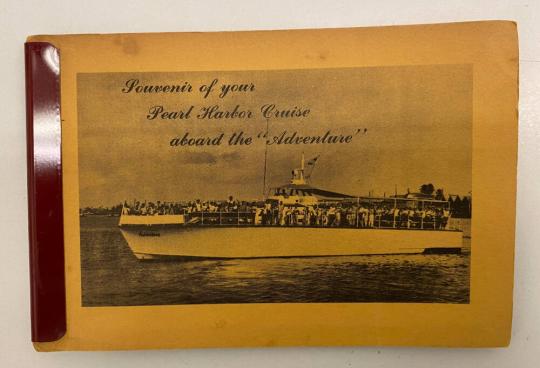 Souvenir of your
Pearl Harbor Cruise
aboard the "Adventure"